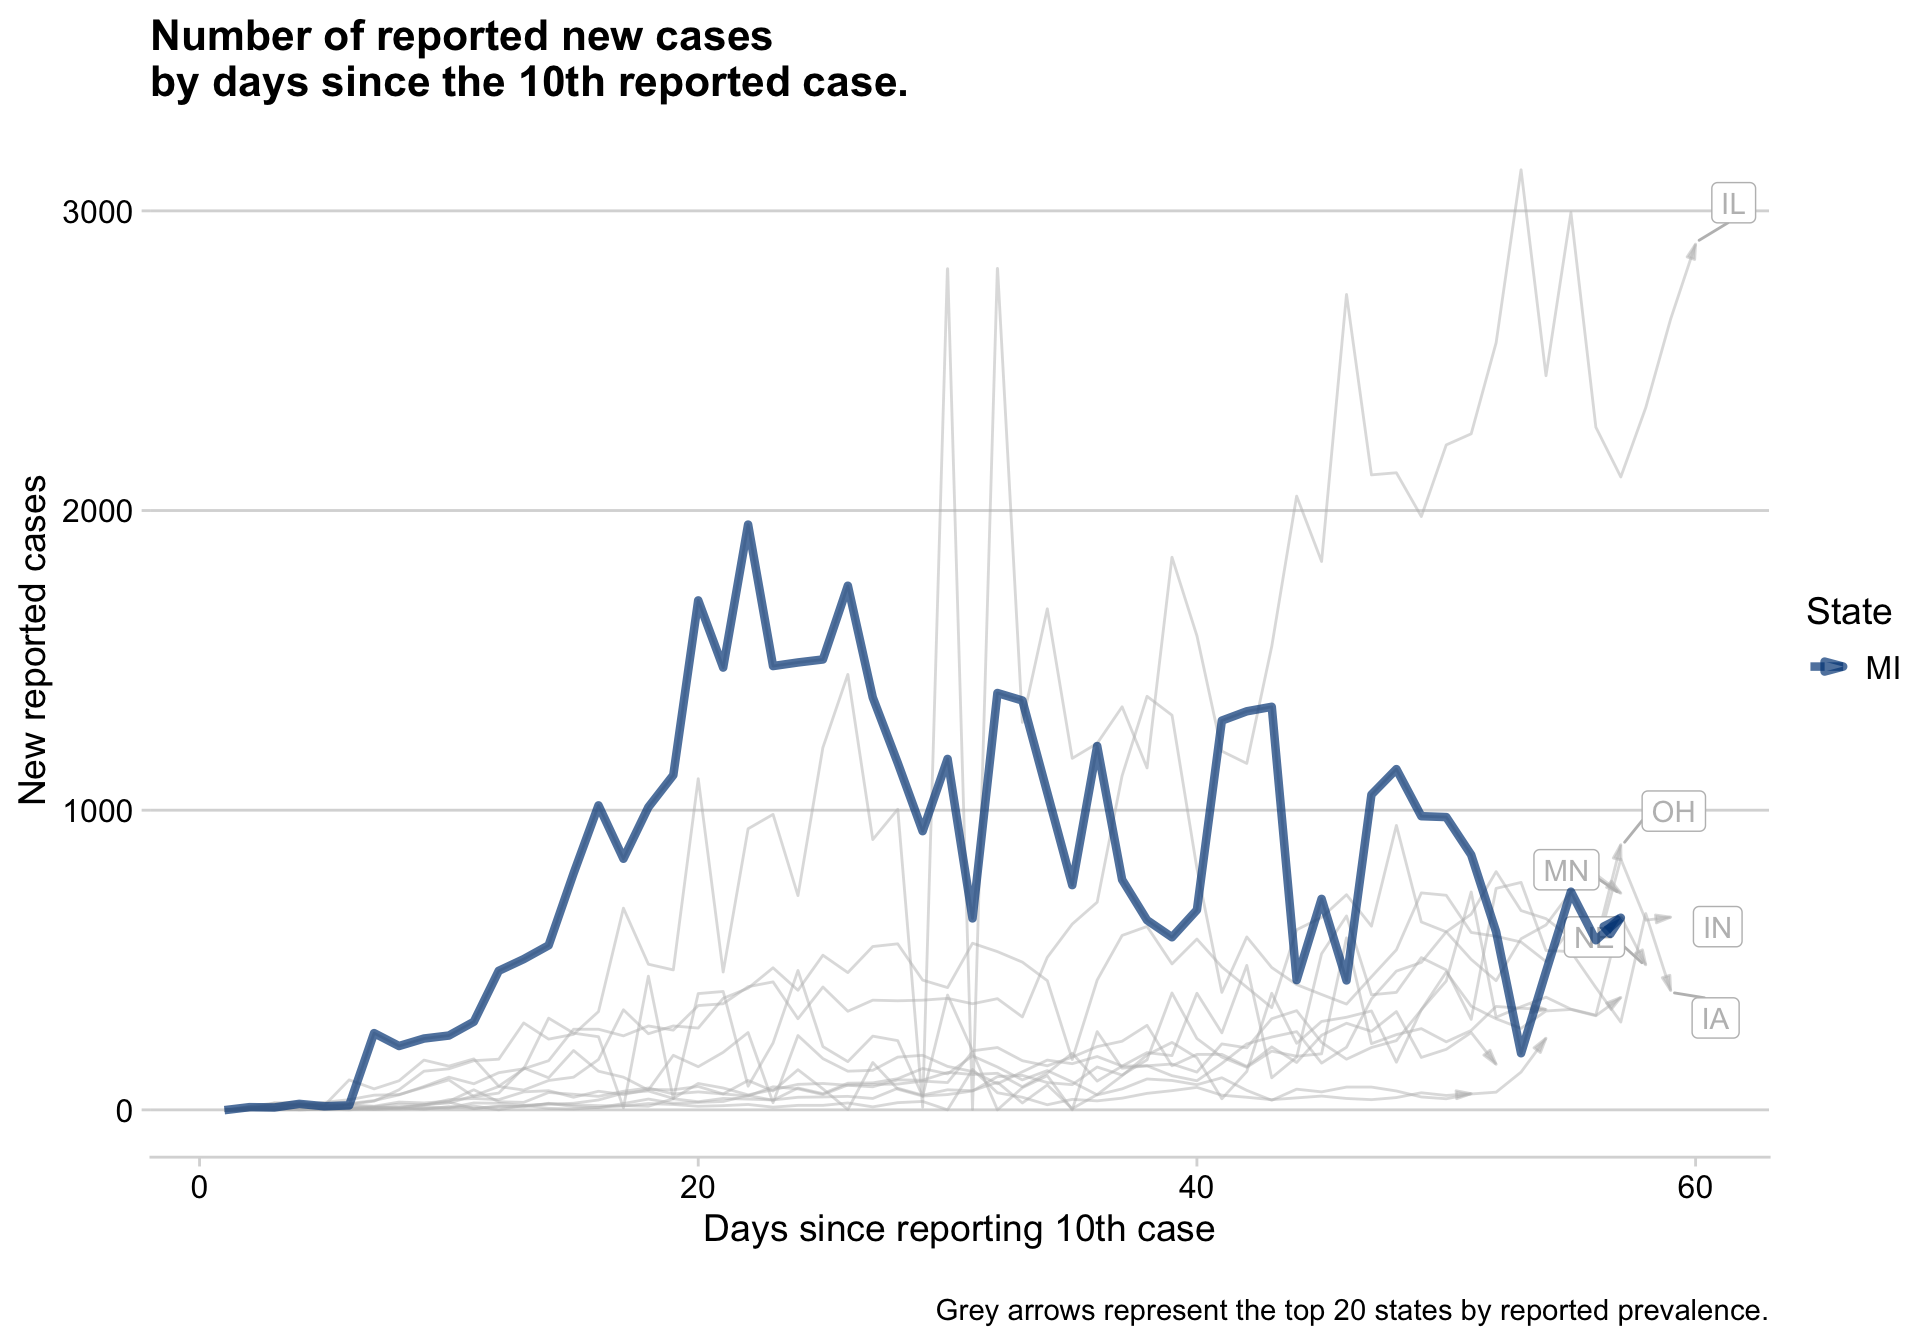 Number of reported new cases
by days since the 10th reported case.
3000
2000
1000
0
New reported cases
IL
OH
MN
IN
NE
IA
State
MI
0
20
40
60
Days since reporting 10th case
Grey arrows represent the top 20 states by reported prevalence.